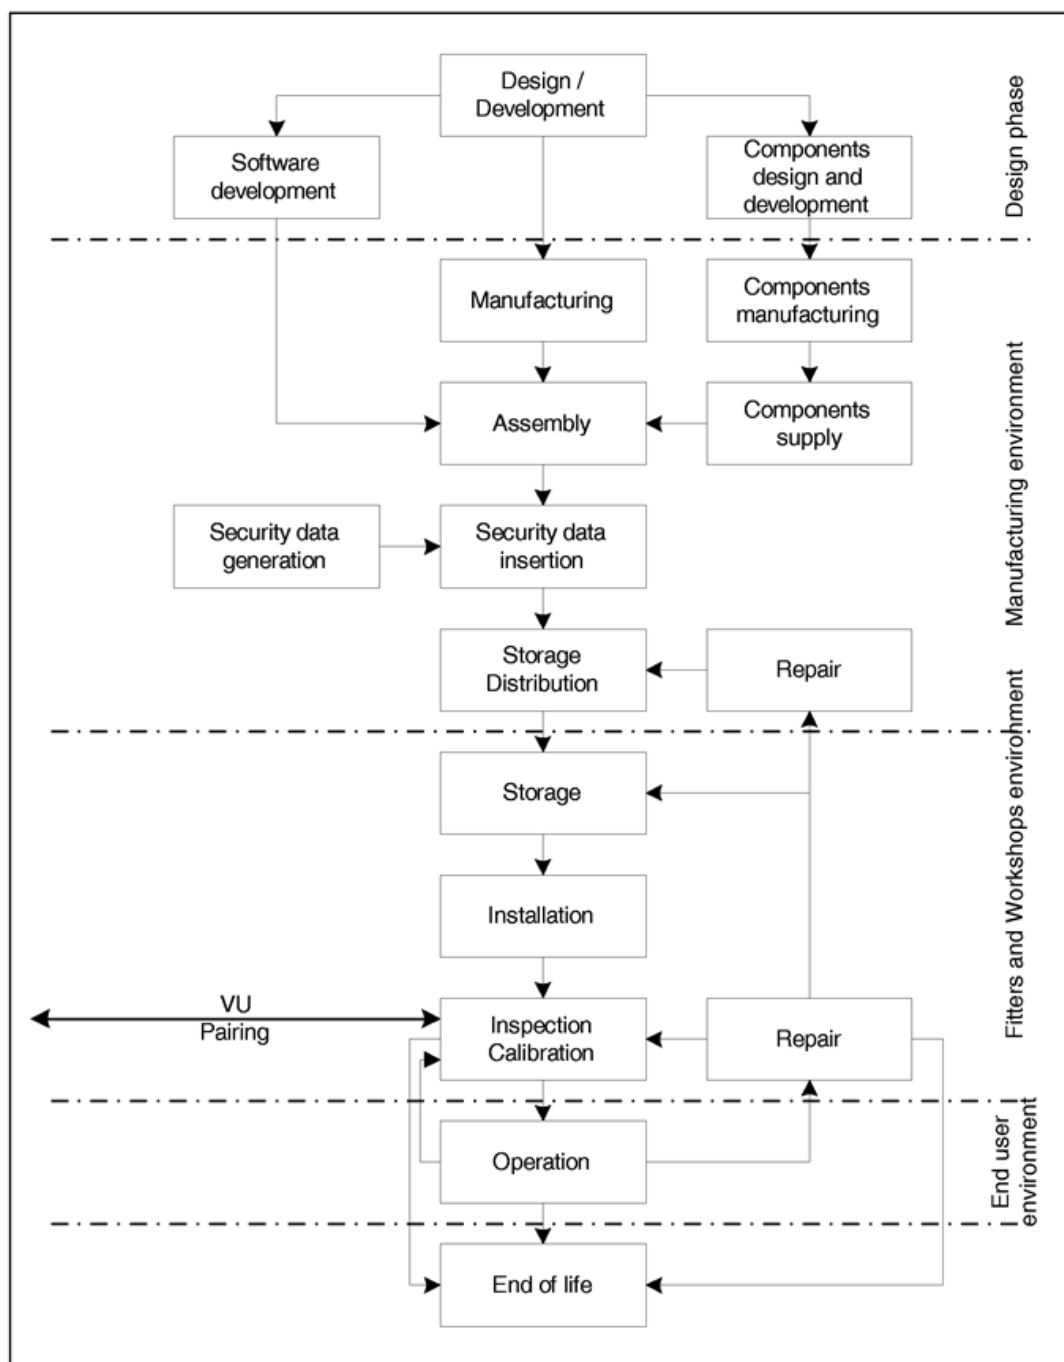 Design /
Development
Software
development
Components
design and
development
Design phase
Manufacturing
Components
manufacturing
Assembly
Components
supply
Manufacturing environment
Security data
generation
Security data
insertion
Storage
Distribution
Repair
Storage
Installation
Fitters and Workshops environment
VU
Pairing
Inspection
Calibration
Repair
Operation
End user
environment
End of life